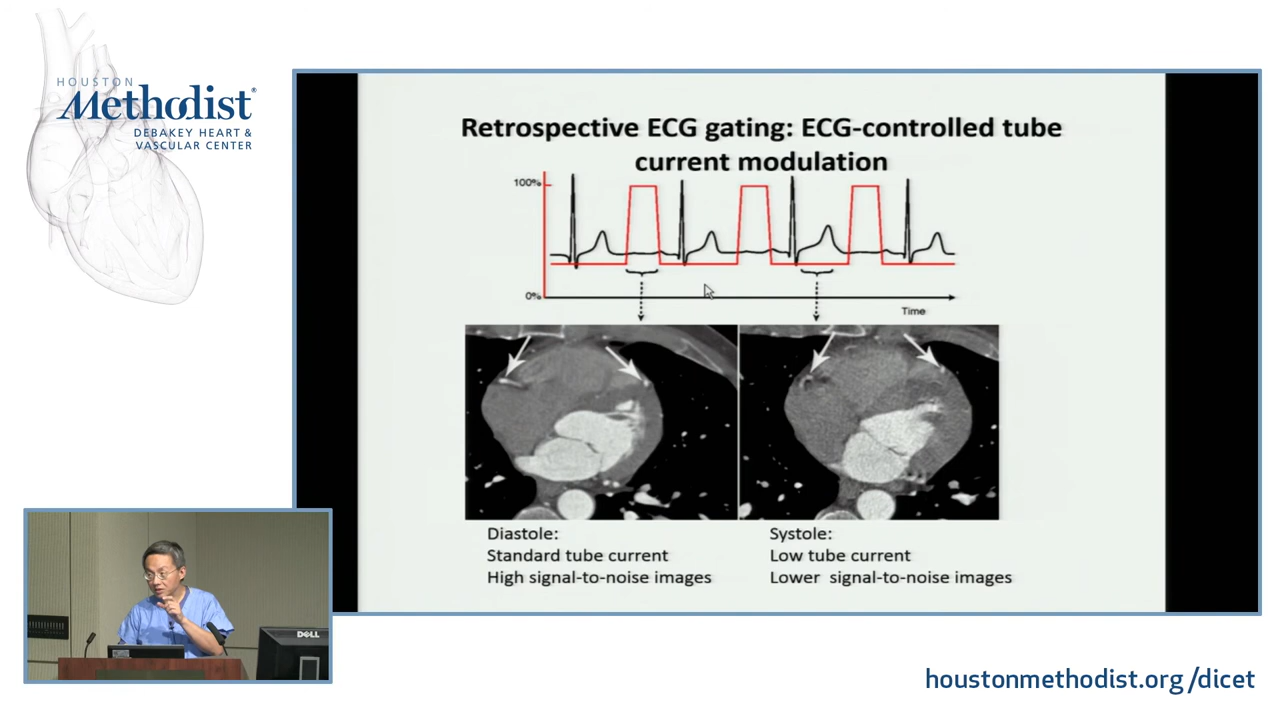 HOUSTON
Methodist®
DEBAKEY HEART &
VASCULAR CENTER
Retrospective ECG gating: ECG-controlled tube
current modulation
100%
0%
Time
Diastole:
Standard tube current
High signal-to-noise images
Systole:
Low tube current
Lower signal-to-noise images
DELL
houstonmethodist.org/dicet